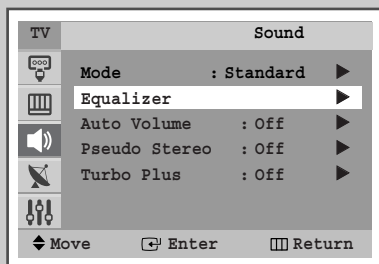 TV Sound
Mode : Standard
Equalizer
Auto Volume : Off
Pseudo Stereo : Off
Turbo Plus : Off
Move Enter Return